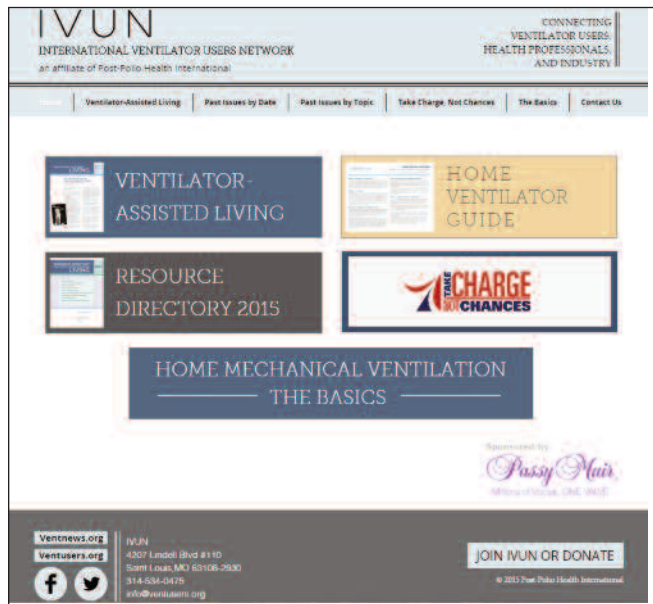 IVUN
INTERNATIONAL VENTILATOR USERS NETWORK
an affiliate of Post-Polio Health International
CONNECTING
VENTILATOR USERS,
HEALTH PROFESSIONALS,
AND INDUSTRY
Home
Ventilator-Assisted Living
Past Issues by Date
Past Issues by Topic
Take Charge, Not Chances
The Basics
Contact Us
LIVING
VENTILATOR-
ASSISTED LIVING
HOME
VENTILATOR
GUIDE
LIVING
RESOURCE
DIRECTORY 2015
TAKE CHARGE
NOT CHANCES
HOME MECHANICAL VENTILATION
THE BASICS
Sponsored by
Passy Muir
Ventnews.org
Ventusers.org
IVUN
4207 Lindell Blvd #110
Saint Louis, MO 63108-2930
314-534-0475
info@ventusers.org
JOIN IVUN OR DONATE
© 2015 Post-Polio Health International